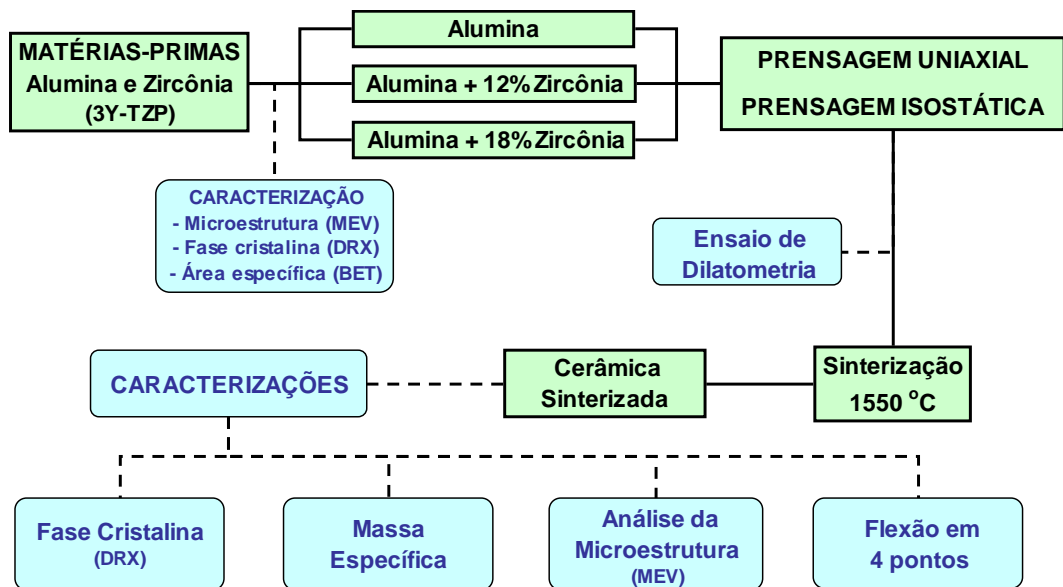 MATÉRIAS-PRIMAS
Alumina e Zircônia
(3Y-TZP)
Alumina
Alumina + 12% Zircônia
Alumina + 18% Zircônia
PRENSAGEM UNIAXIAL
PRENSAGEM ISOSTÁTICA
CARACTERIZAÇÃO
- Microestrutura (MEV)
- Fase cristalina (DRX)
- Área específica (BET)
Ensaio de
Dilatometria
CARACTERIZAÇÕES
Cerâmica
Sinterizada
Sinterização
1550 °C
Fase Cristalina
(DRX)
Massa
Específica
Análise da
Microestrutura
(MEV)
Flexão em
4 pontos